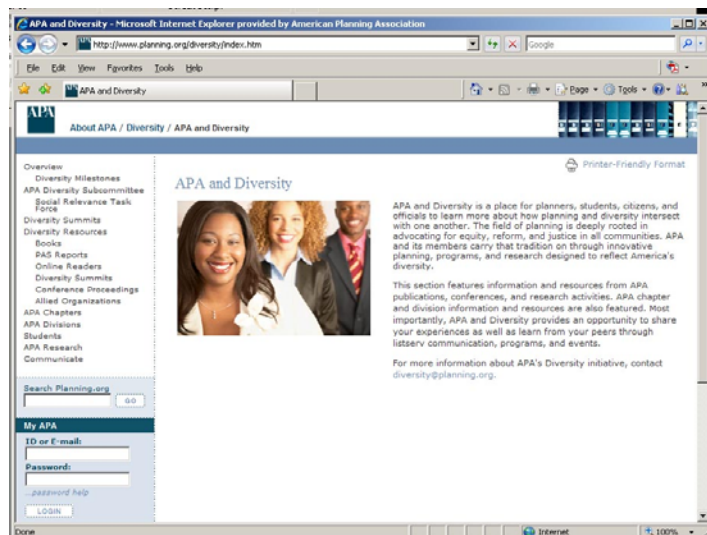 APA and Diversity - Microsoft Internet Explorer provided by American Planning Association
http://www.planning.org/diversity/index.htm
Google
File Edit View Favorites Tools Help
APA and Diversity
Page Tools
APA
About APA / Diversity / APA and Diversity
Printer-Friendly Format
Overview
Diversity Milestones
APA Diversity Subcommittee
Social Relevance Task
Force
Diversity Summits
Diversity Resources
Books
PAS Reports
Online Readers
Diversity Summits
Conference Proceedings
Allied Organizations
APA Chapters
APA Divisions
Students
APA Research
Communicate
Search Planning.org
GO
My APA
ID or E-mail:
Password:
...password help
LOGIN
APA and Diversity
APA and Diversity is a place for planners, students, citizens, and
officials to learn more about how planning and diversity intersect
with one another. The field of planning is deeply rooted in
advocating for equity, reform, and justice in all communities. APA
and its members carry that tradition on through innovative
planning, programs, and research designed to reflect America's
diversity.
This section features information and resources from APA
publications, conferences, and research activities. APA chapter
and division information and resources are also featured. Most
importantly, APA and Diversity provides an opportunity to share
your experiences as well as learn from your peers through
listserv communication, programs, and events.
For more information about APA's Diversity initiative, contact
diversity@planning.org.
Done
Internet
100%